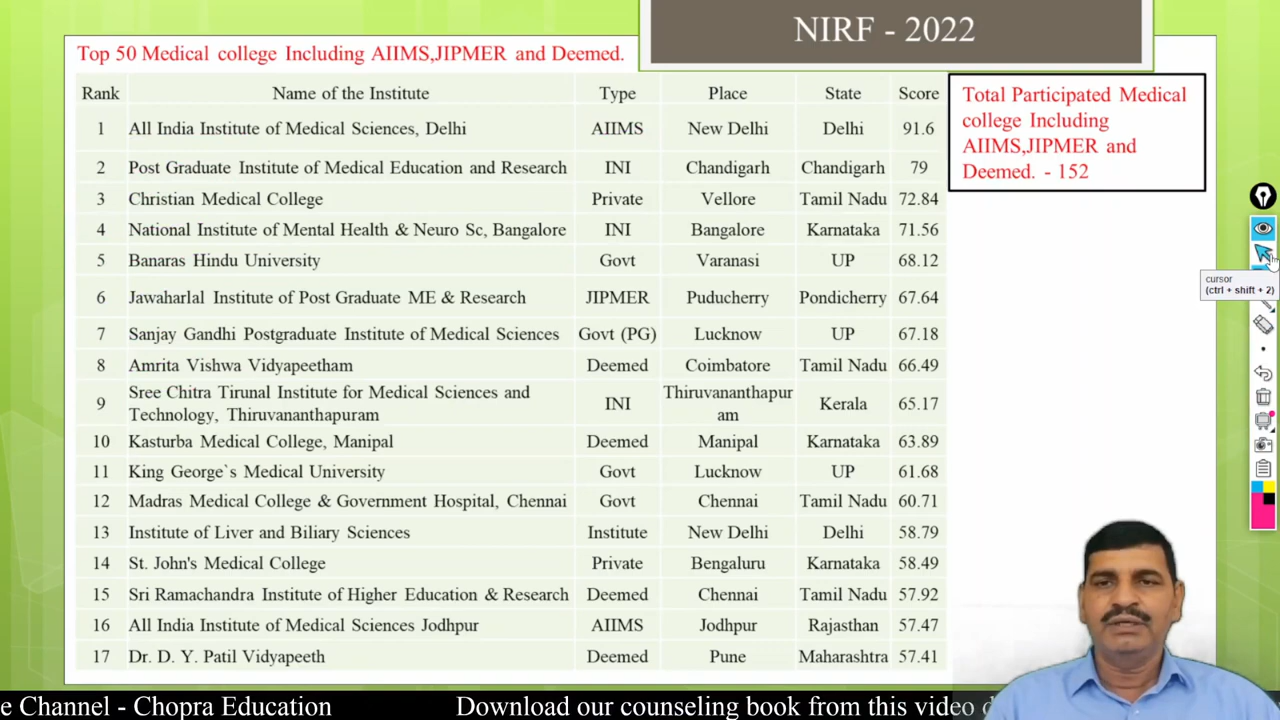 NIRF - 2022
Top 50 Medical college Including AIIMS,JIPMER and Deemed.
Rank Name of the Institute Type Place State Score
1 All India Institute of Medical Sciences, Delhi AIIMS New Delhi Delhi 91.6
2 Post Graduate Institute of Medical Education and Research INI Chandigarh Chandigarh 79
3 Christian Medical College Private Vellore Tamil Nadu 72.84
4 National Institute of Mental Health & Neuro Sc, Bangalore INI Bangalore Karnataka 71.56
5 Banaras Hindu University Govt Varanasi UP 68.12
6 Jawaharlal Institute of Post Graduate ME & Research JIPMER Puducherry Pondicherry 67.64
7 Sanjay Gandhi Postgraduate Institute of Medical Sciences Govt (PG) Lucknow UP 67.18
8 Amrita Vishwa Vidyapeetham Deemed Coimbatore Tamil Nadu 66.49
9 Sree Chitra Tirunal Institute for Medical Sciences and
Technology, Thiruvananthapuram INI Thiruvananthapur
am Kerala 65.17
10 Kasturba Medical College, Manipal Deemed Manipal Karnataka 63.89
11 King George`s Medical University Govt Lucknow UP 61.68
12 Madras Medical College & Government Hospital, Chennai Govt Chennai Tamil Nadu 60.71
13 Institute of Liver and Biliary Sciences Institute New Delhi Delhi 58.79
14 St. John's Medical College Private Bengaluru Karnataka 58.49
15 Sri Ramachandra Institute of Higher Education & Research Deemed Chennai Tamil Nadu 57.92
16 All India Institute of Medical Sciences Jodhpur AIIMS Jodhpur Rajasthan 57.47
17 Dr. D. Y. Patil Vidyapeeth Deemed Pune Maharashtra 57.41
Total Participated Medical
college Including
AIIMS,JIPMER and
Deemed. - 152
cursor
(ctrl + shift + 2)
e Channel - Chopra Education Download our counseling book from this video d